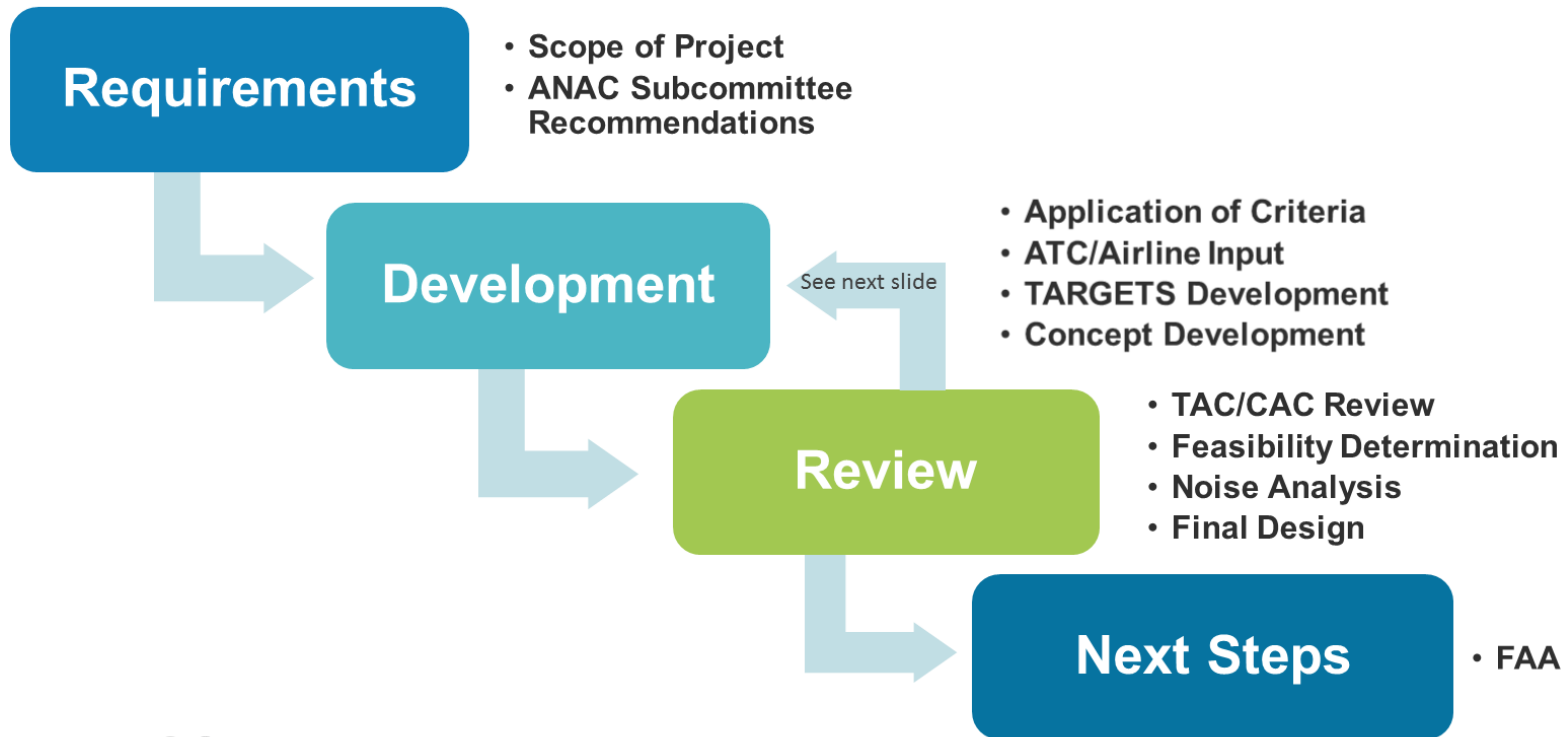 Requirements
• Scope of Project
• ANAC Subcommittee
Recommendations
Development
See next slide
• Application of Criteria
• ATC/Airline Input
• TARGETS Development
• Concept Development
Review
• TAC/CAC Review
• Feasibility Determination
• Noise Analysis
• Final Design
Next Steps
• FAA